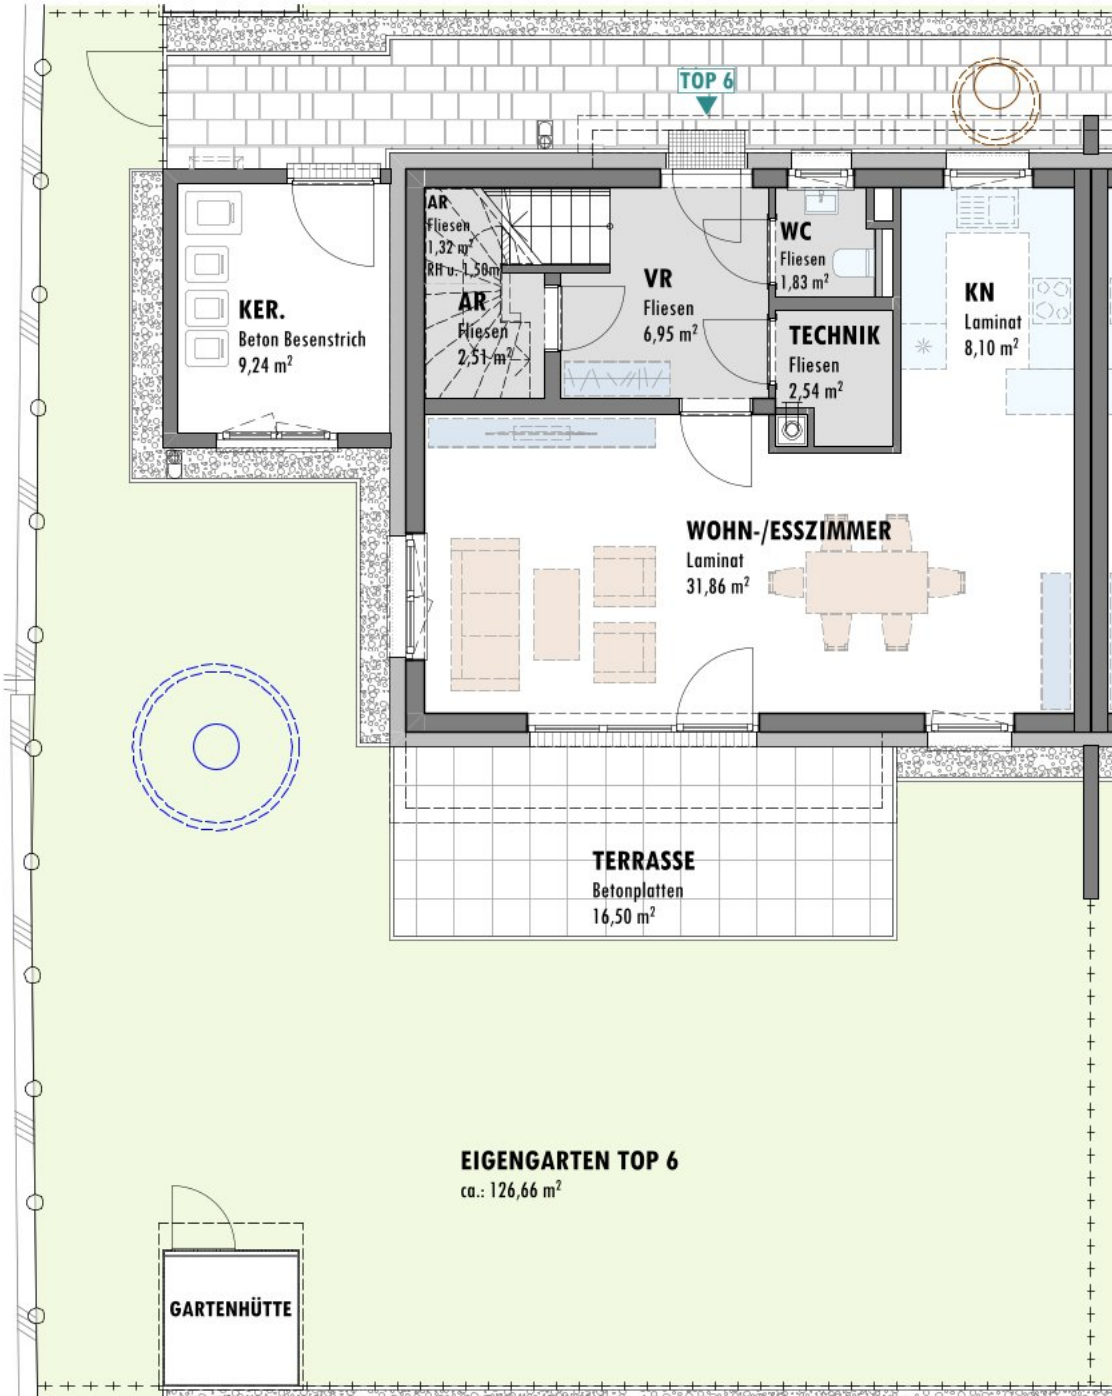 TOP 6
AR
Fliesen
1,32 m²
RH u. 1,50m
WC
Fliesen
1,83 m²
VR
Fliesen
6,95 m²
KN
Laminat
8,10 m²
KER.
Beton Besenstrich
9,24 m²
AR
Fliesen
2,51 m²
TECHNIK
Fliesen
2,54 m²
WOHN-/ESSZIMMER
Laminat
31,86 m²
TERRASSE
Betonplatten
16,50 m²
EIGENGARTEN TOP 6
ca.: 126,66 m²
GARTENHÜTTE